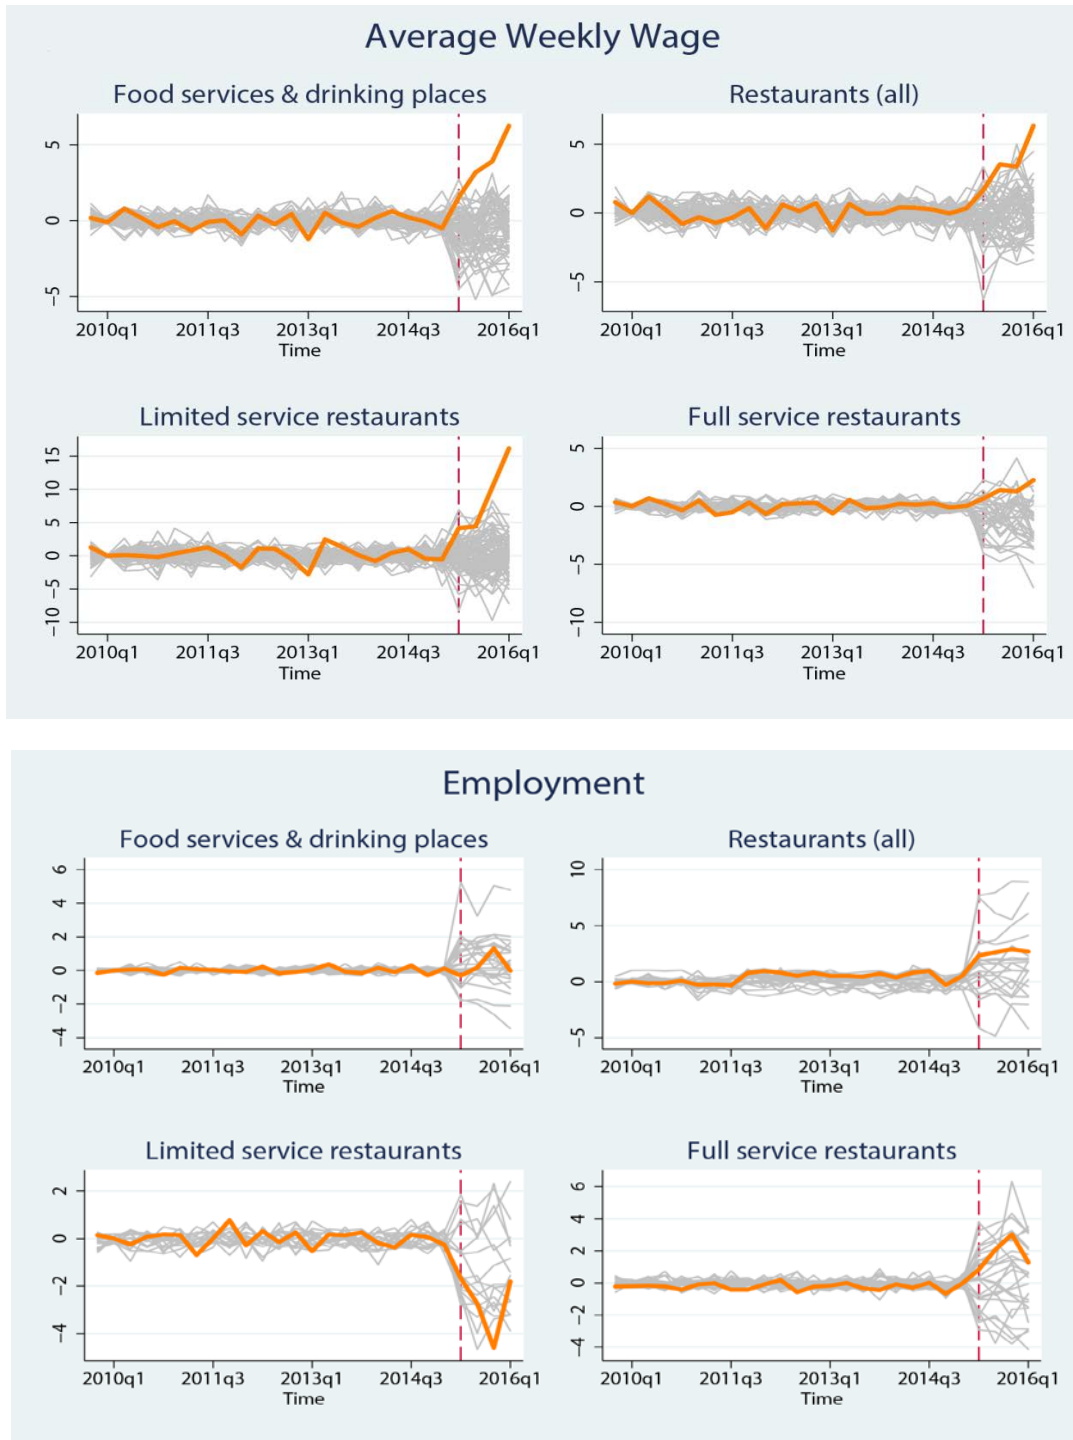 Average Weekly Wage
Food services & drinking places
5
0
−5
2010q1 2011q3 2013q1 2014q3 2016q1
Time
Restaurants (all)
5
0
−5
2010q1 2011q3 2013q1 2014q3 2016q1
Time
Limited service restaurants
15
10
5
0
−5
−10
2010q1 2011q3 2013q1 2014q3 2016q1
Time
Full service restaurants
5
0
−5
−10
2010q1 2011q3 2013q1 2014q3 2016q1
Time
Employment
Food services & drinking places
6
4
2
0
−2
−4
2010q1 2011q3 2013q1 2014q3 2016q1
Time
Restaurants (all)
10
5
0
−5
2010q1 2011q3 2013q1 2014q3 2016q1
Time
Limited service restaurants
2
0
−2
−4
2010q1 2011q3 2013q1 2014q3 2016q1
Time
Full service restaurants
6
4
2
0
−2
−4
2010q1 2011q3 2013q1 2014q3 2016q1
Time